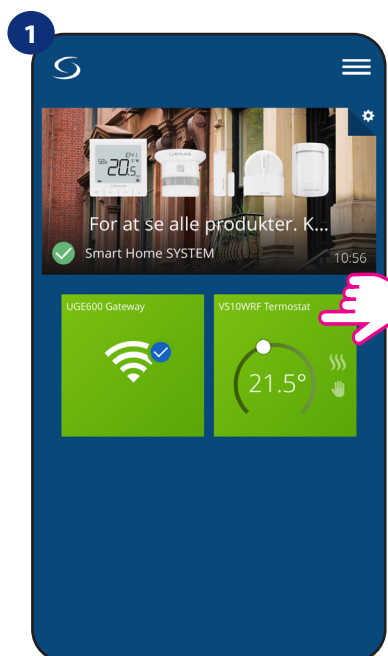 1
For at se alle produkter. K...
Smart Home SYSTEM
10:56
UGE600 Gateway
VS10WRF Termostat
21.5°